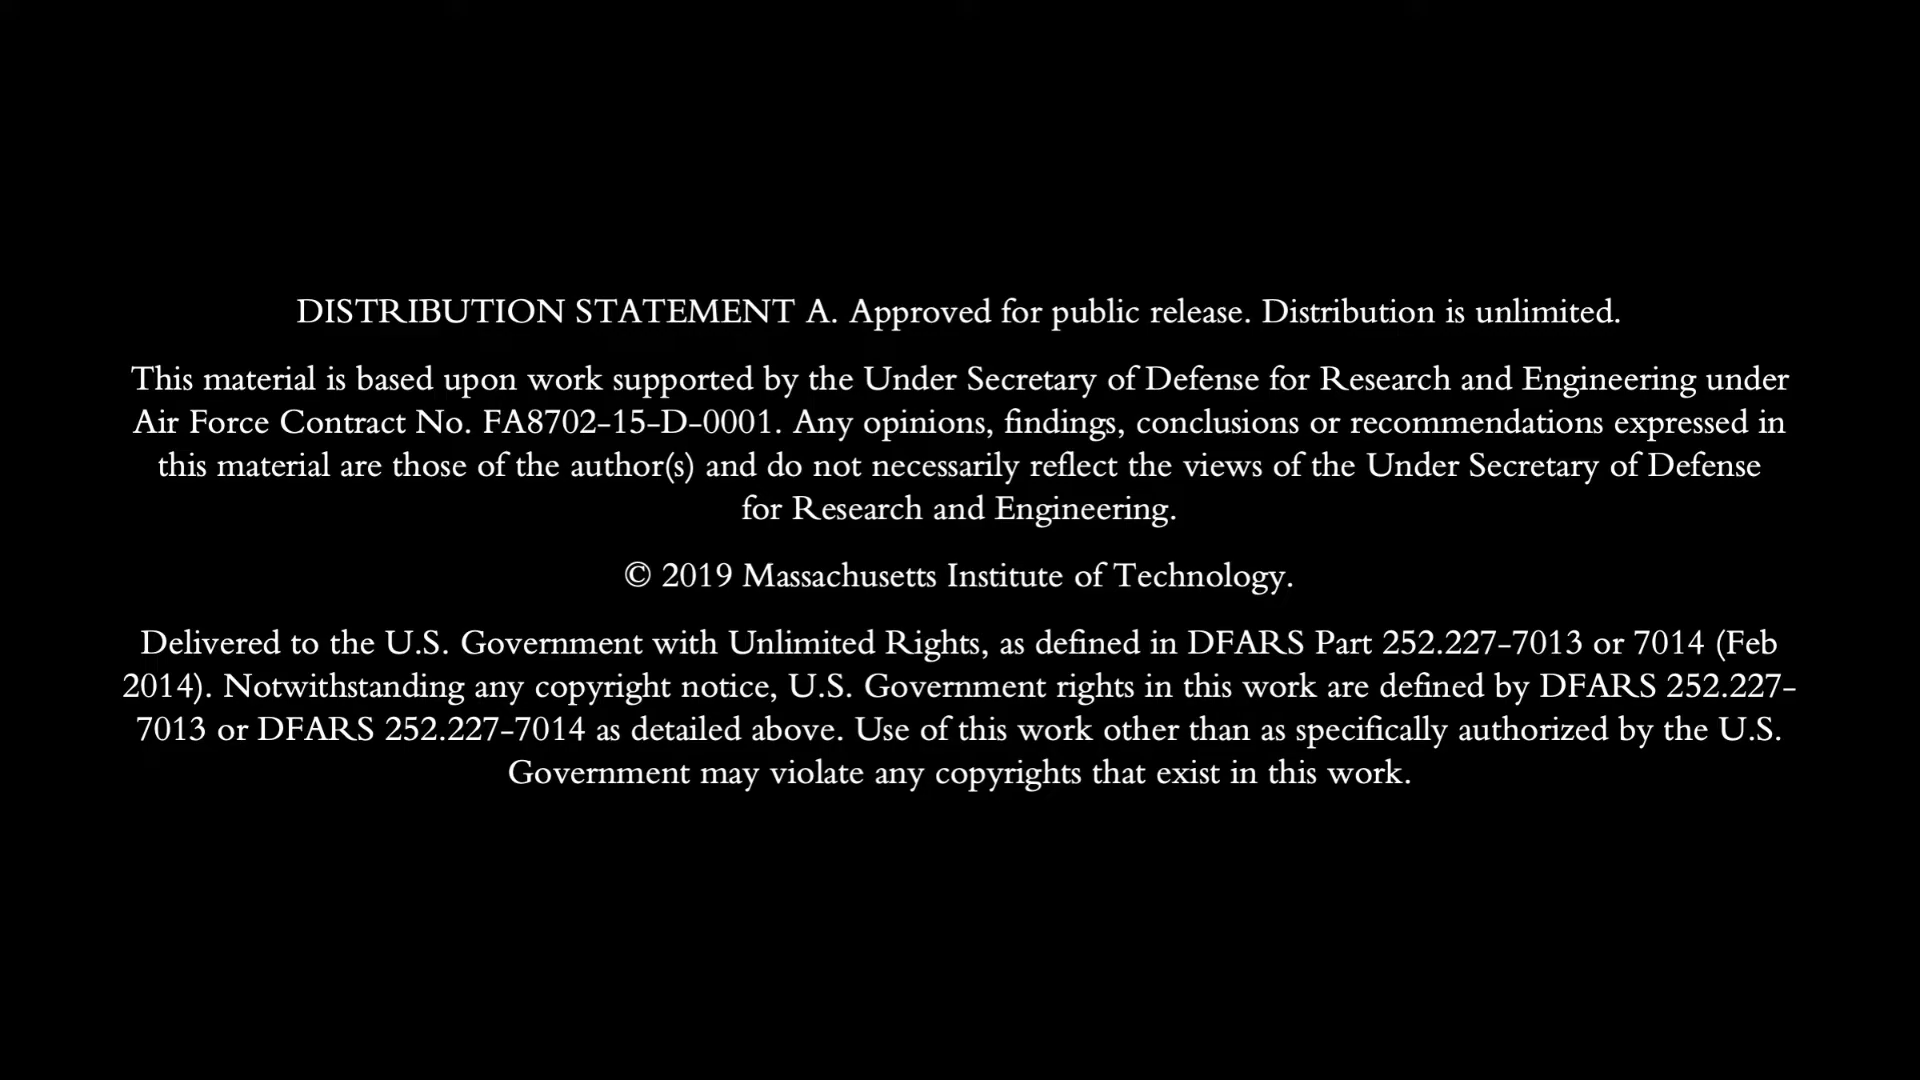 DISTRIBUTION STATEMENT A. Approved for public release. Distribution is unlimited.
This material is based upon work supported by the Under Secretary of Defense for Research and Engineering under
Air Force Contract No. FA8702-15-D-0001. Any opinions, findings, conclusions or recommendations expressed in
this material are those of the author(s) and do not necessarily reflect the views of the Under Secretary of Defense
for Research and Engineering.
© 2019 Massachusetts Institute of Technology.
Delivered to the U.S. Government with Unlimited Rights, as defined in DFARS Part 252.227-7013 or 7014 (Feb
2014). Notwithstanding any copyright notice, U.S. Government rights in this work are defined by DFARS 252.227-
7013 or DFARS 252.227-7014 as detailed above. Use of this work other than as specifically authorized by the U.S.
Government may violate any copyrights that exist in this work.